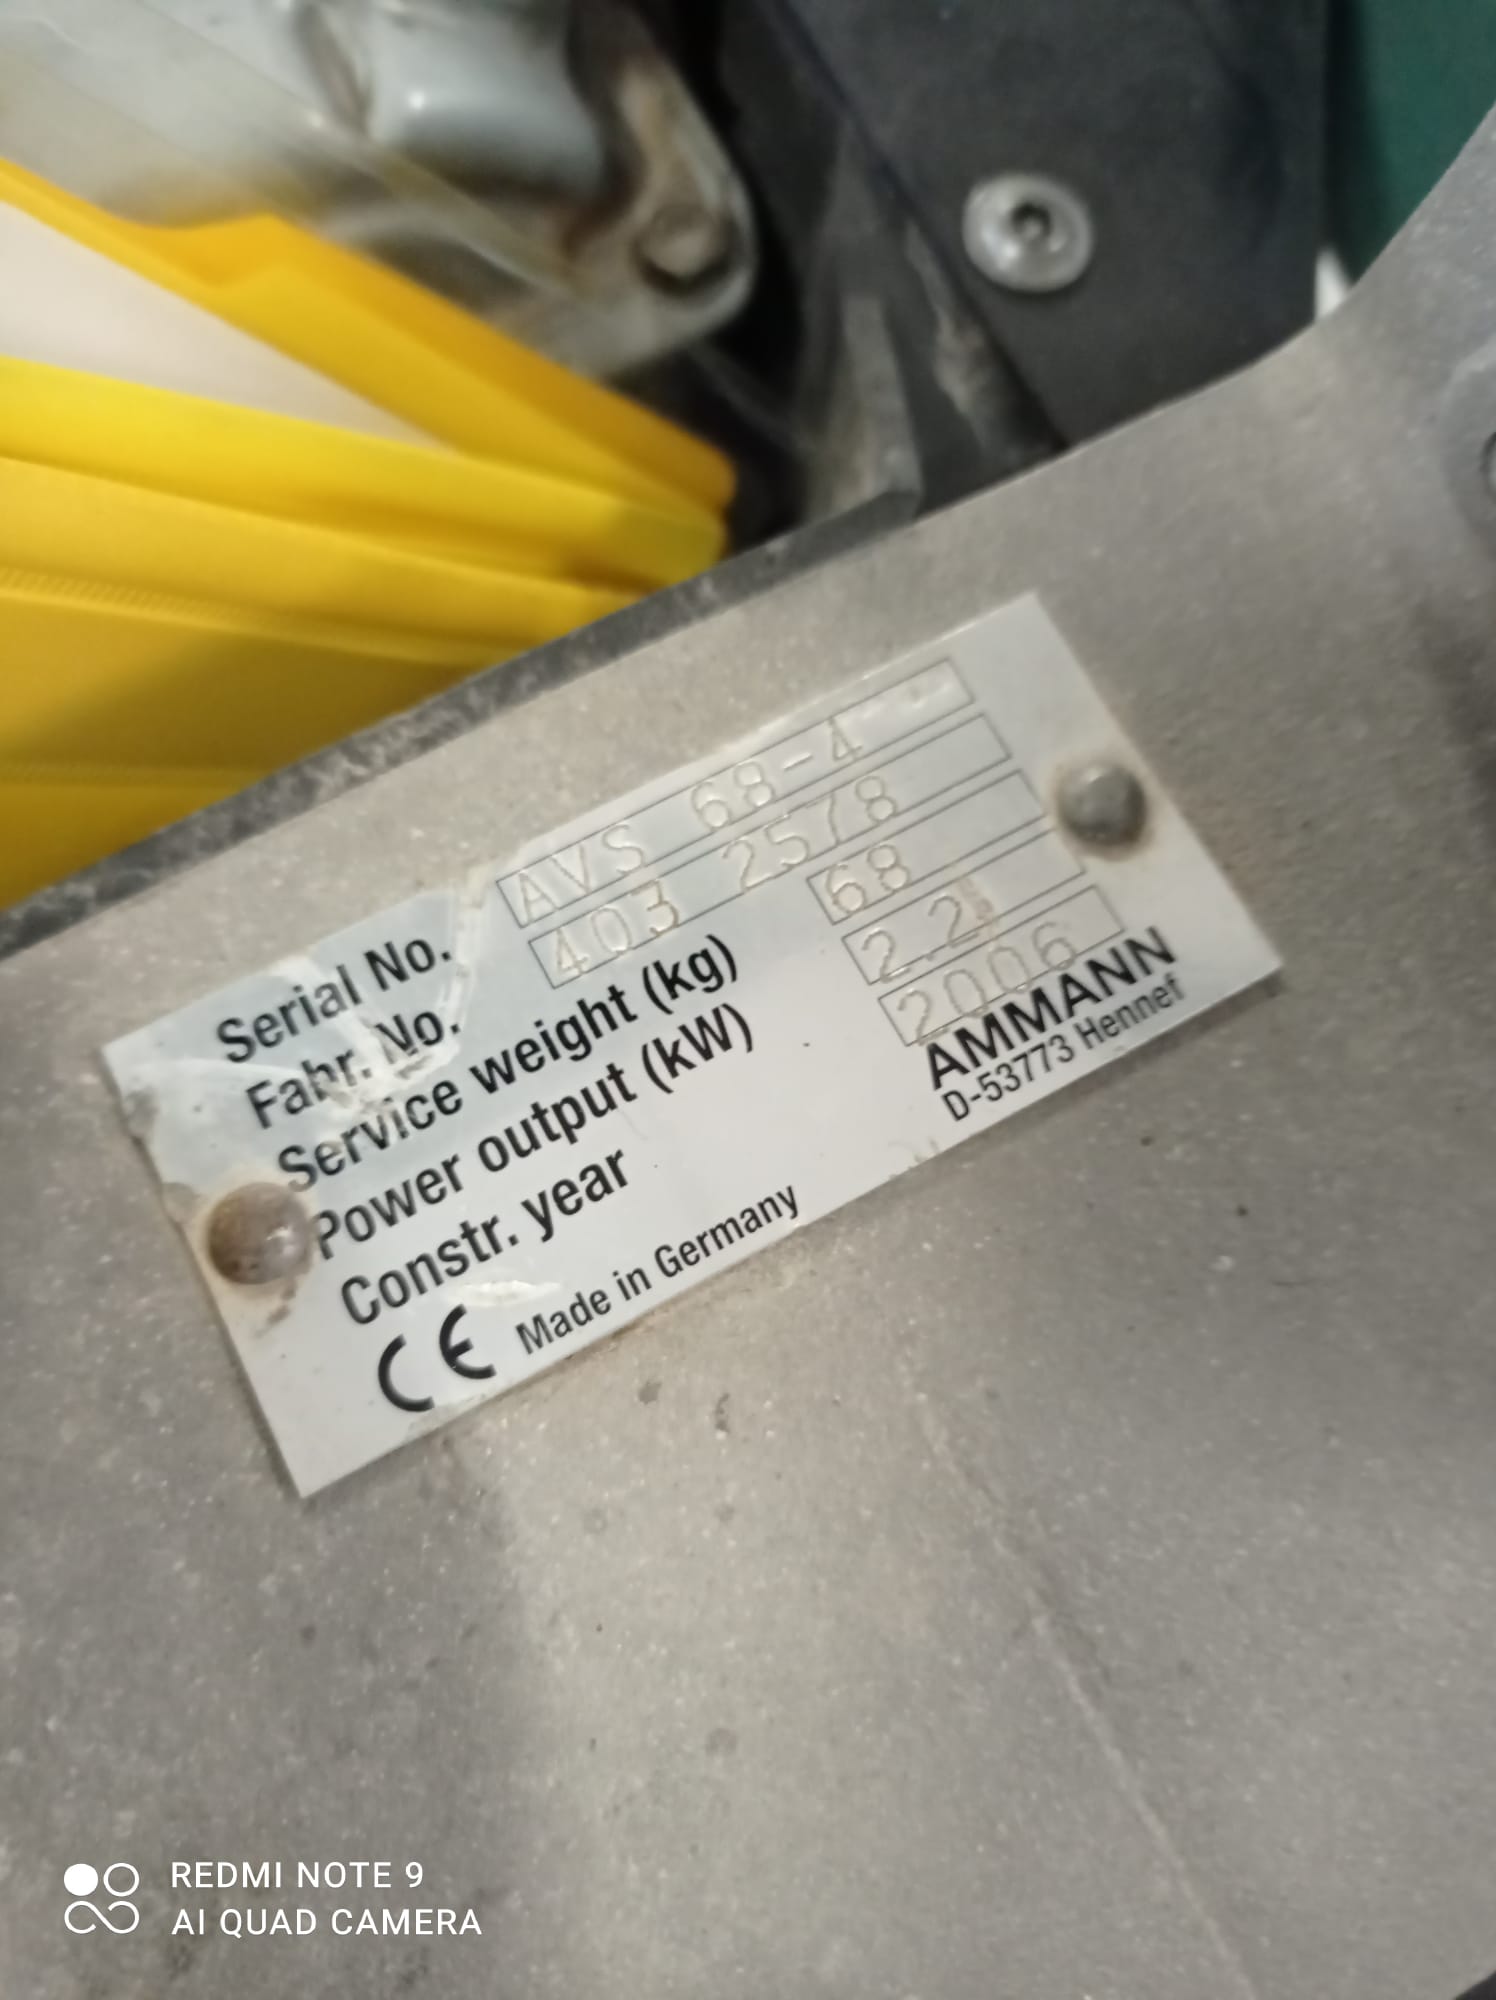 Serial No. AVS 68-4
Fabr. No. 403 2578
Service weight (kg) 68
Power output (kW) 2.2
Constr. year 2006
AMMANN
D-53773 Hennef
CE Made in Germany
REDMI NOTE 9
AI QUAD CAMERA